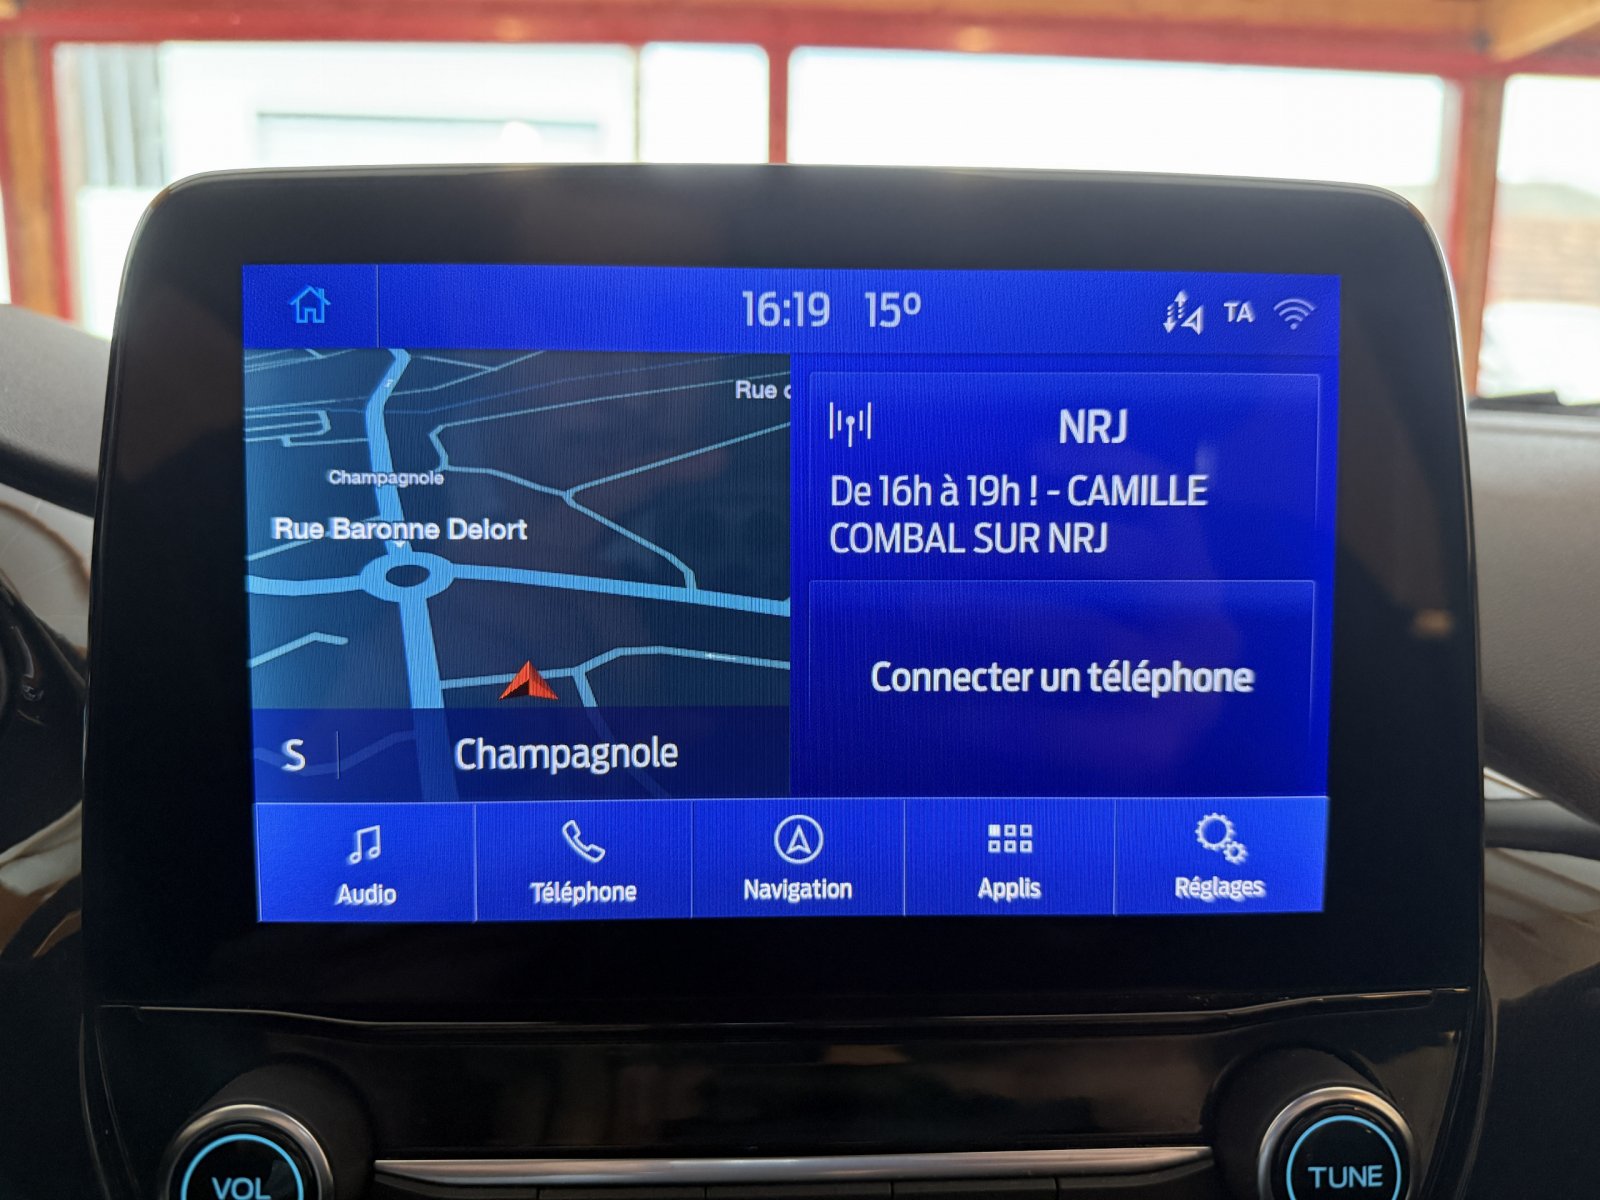 16:19 15º
TA
Rue
Champagnole
Rue Baronne Delort
S
Champagnole
NRJ
De 16h à 19h ! - CAMILLE
COMBAL SUR NRJ
Connecter un téléphone
Audio
Téléphone
Navigation
Applis
Réglages
VOL
TUNE